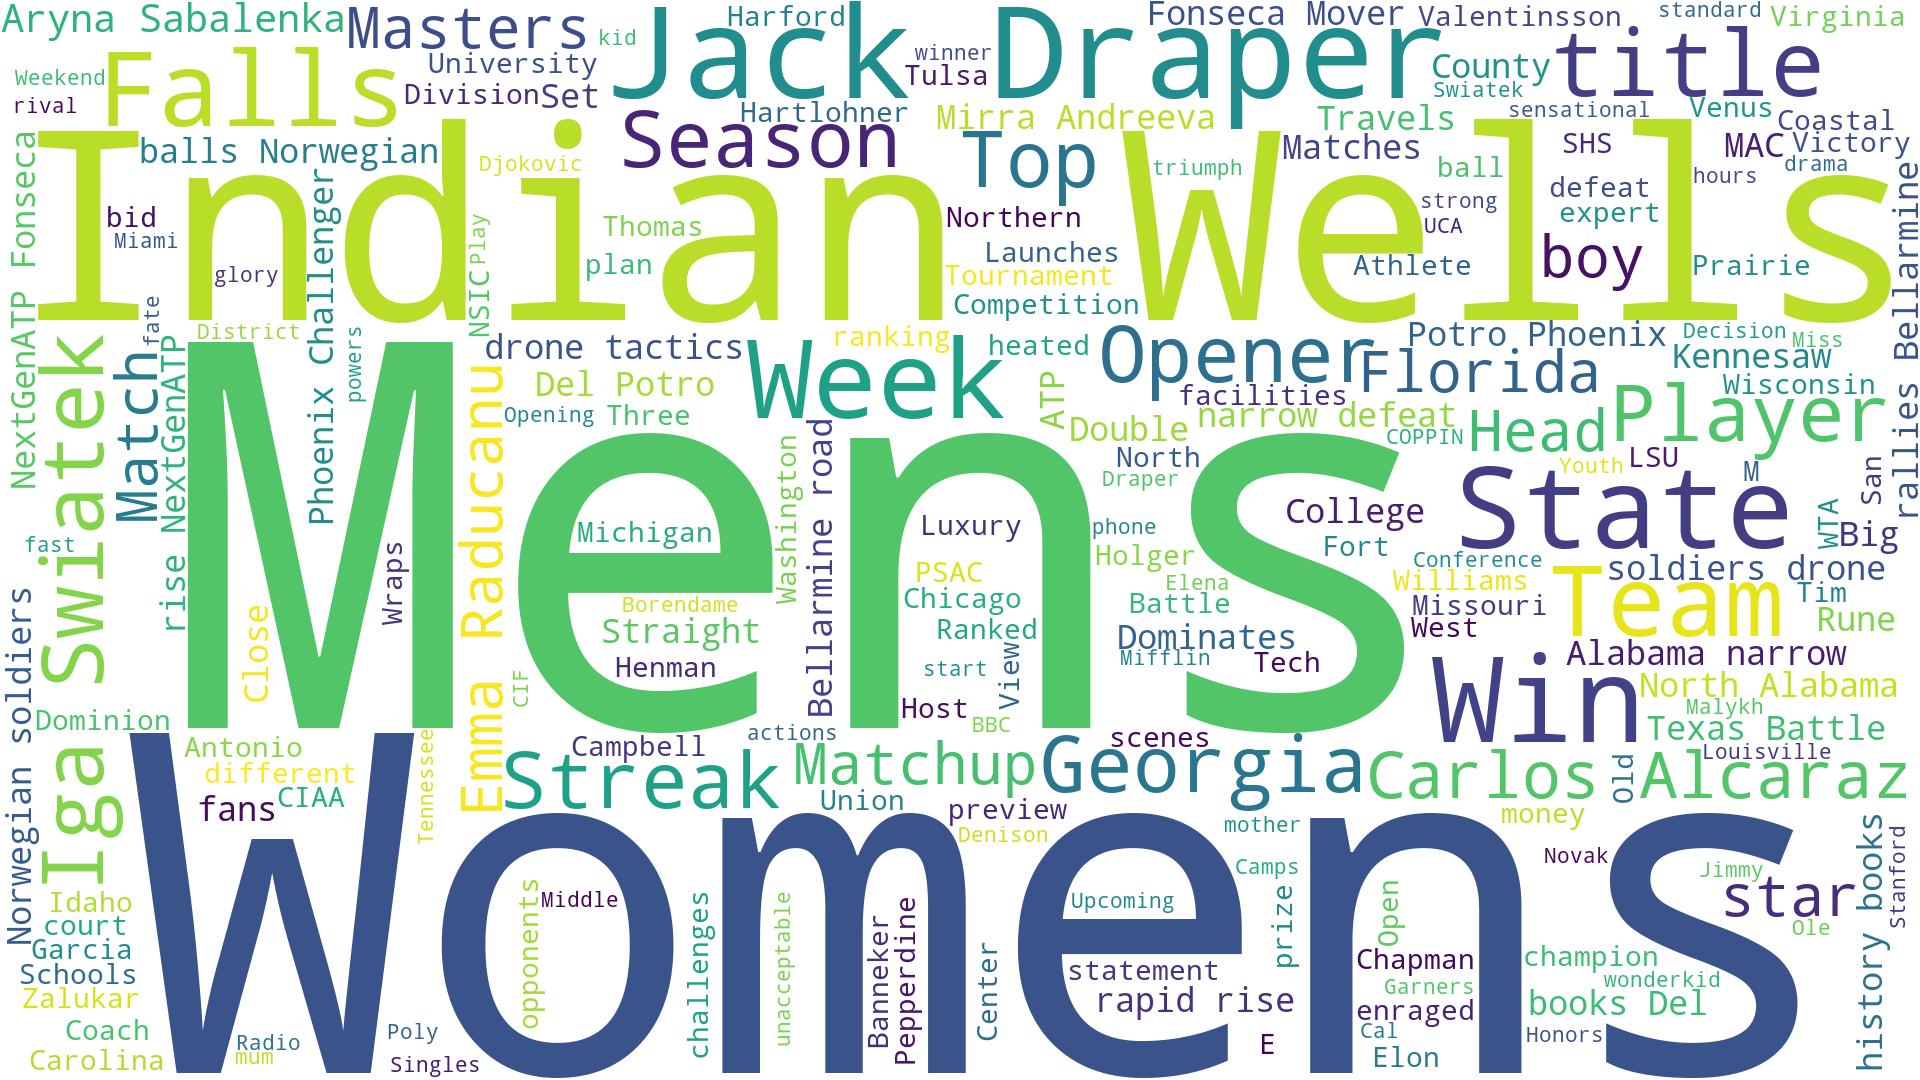 Aryna Sabalenka
Masters
kid
Harford
Jack Draper
winner
Tulsa
Fonseca Mover
Valentinsson
standard
Virginia
Weekend
rival
Falls
University
Division
Set
Hartlohner
County
Swiatek
title
sensational
Venus
Coastal
balls Norwegian
Djokovic
Season
Mirra Andreeva
Top
Travels
Matches
ball
SHS
MAC
Victory
drama
hours
triumph
strong
UCA
defeat
expert
boy
Athlete
Prairie
Indian Wells
bid
Miami
glory
Thomas
plan
Play
NSIC
Northern
Launches
Tournament
Competition
NextGenATP Fonseca
Phoenix Challenger
fate
District
powers
rise NextGenATP
Match
Iga Swiatek
drone tactics
Del Potro
Opening
Three
Week
ranking
heated
ATP
Opener
Potro Phoenix
Florida
Decision
Miss
Kennesaw
Wisconsin
rallies Bellarmine
facilities
narrow defeat
Double
COPPIN
Head
Player
North
Draper
Youth
LSU
M
San
State
WTA
Big
Mens
Emma Raducanu
Michigan
Washington
Bellarmine road
Luxury
phone
College
Fort
Conference
Holger
Elena
Williams
Team
soldiers drone
Tim
Rune
fast
Wraps
Close
Borendame
Straight
Henman
CIF
PSAC
Chicago
Ranked
start
View
Host
BBC
Battle
Dominates
Mifflin
Tech
Missouri
West
Alabama narrow
Win
North Alabama
Malykh
Texas Battle
Louisville
Norwegian soldiers
Dominion
Antonio
different
fans
CIAA
Tennessee
Campbell
actions
scenes
Streak
Matchup
Georgia
Carlos Alcaraz
Old
Union
preview
Denison
mother
money
Womens
Idaho
court
Garcia
Schools
Zalukar
Coach
Carolina
Radio
mum
Poly
Singles
opponents
Middle
challenges
unacceptable
Banneker
Pepperdine
Center
Upcoming
statement
rapid rise
Camps
prize
E
Open
Chapman
Garners
enraged
Cal
Elon
Novak
Jimmy
star
Ole
champion
wonderkid
books Del
Honors
history books
Stanford